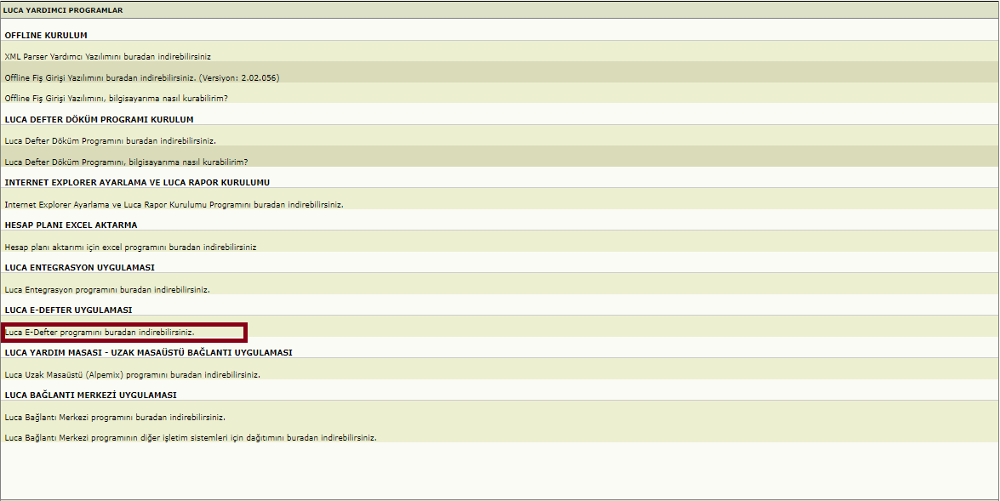 LUCA YARDIMCI PROGRAMLAR
OFFLINE KURULUM
XML Parser Yardımcı Yazılımını buradan indirebilirsiniz
Offline Fiş Girişi Yazılımını buradan indirebilirsiniz. (Versiyon: 2.02.056)
Offline Fiş Girişi Yazılımını, bilgisayarıma nasıl kurabilirim?
LUCA DEFTER DÖKÜM PROGRAMI KURULUM
Luca Defter Döküm Programını buradan indirebilirsiniz.
Luca Defter Döküm Programını, bilgisayarıma nasıl kurabilirim?
INTERNET EXPLORER AYARLAMA VE LUCA RAPOR KURULUMU
Internet Explorer Ayarlama ve Luca Rapor Kurulumu Programını buradan indirebilirsiniz.
HESAP PLANI EXCEL AKTARMA
Hesap planı aktarımı için excel programını buradan indirebilirsiniz
LUCA ENTEGRASYON UYGULAMASI
Luca Entegrasyon programını buradan indirebilirsiniz.
LUCA E-DEFTER UYGULAMASI
Luca E-Defter programını buradan indirebilirsiniz.
LUCA YARDIM MASASI - UZAK MASAÜSTÜ BAĞLANTI UYGULAMASI
Luca Uzak Masaüstü (Alpemix) programını buradan indirebilirsiniz.
LUCA BAĞLANTI MERKEZİ UYGULAMASI
Luca Bağlantı Merkezi programını buradan indirebilirsiniz.
Luca Bağlantı Merkezi programının diğer işletim sistemleri için dağıtımını buradan indirebilirsiniz.